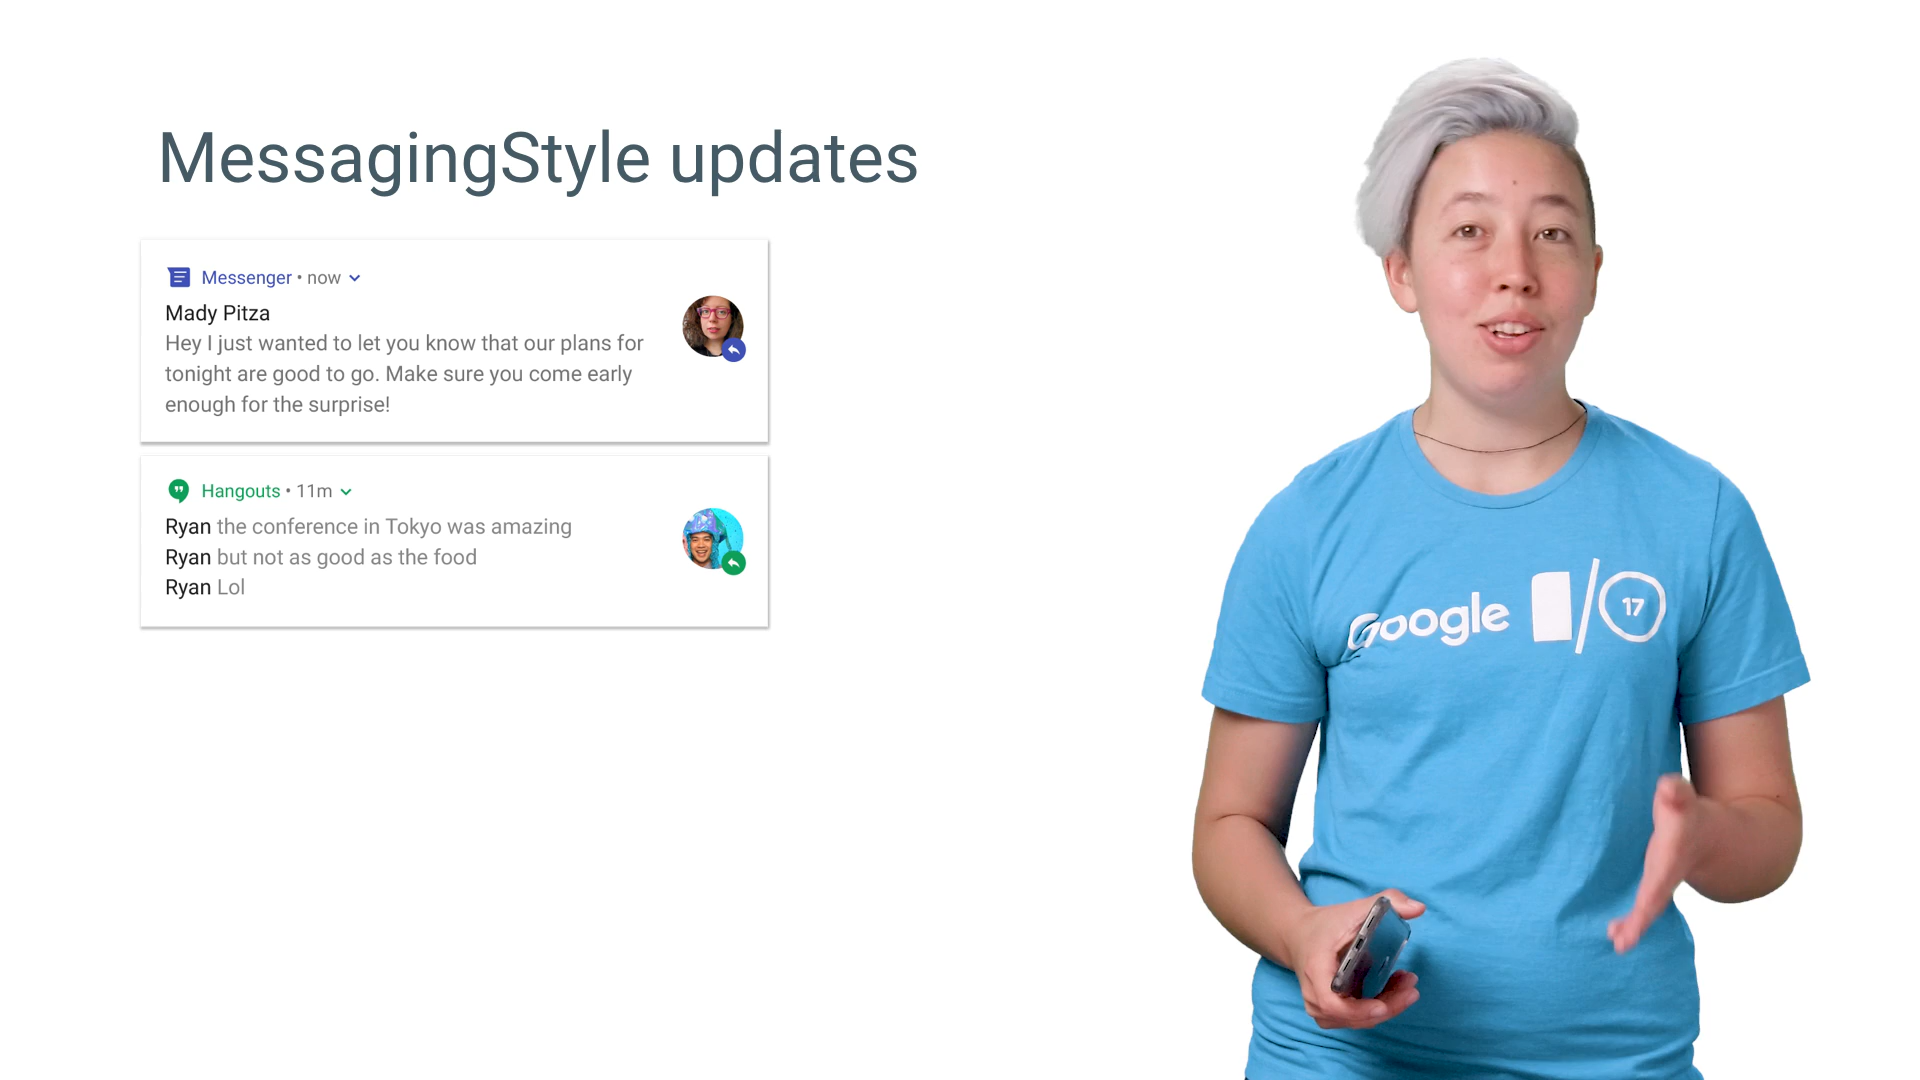 MessagingStyle updates
Messenger • now
Mady Pitza
Hey I just wanted to let you know that our plans for
tonight are good to go. Make sure you come early
enough for the surprise!
Hangouts • 11m
Ryan the conference in Tokyo was amazing
Ryan but not as good as the food
Ryan Lol
Google I/O 17